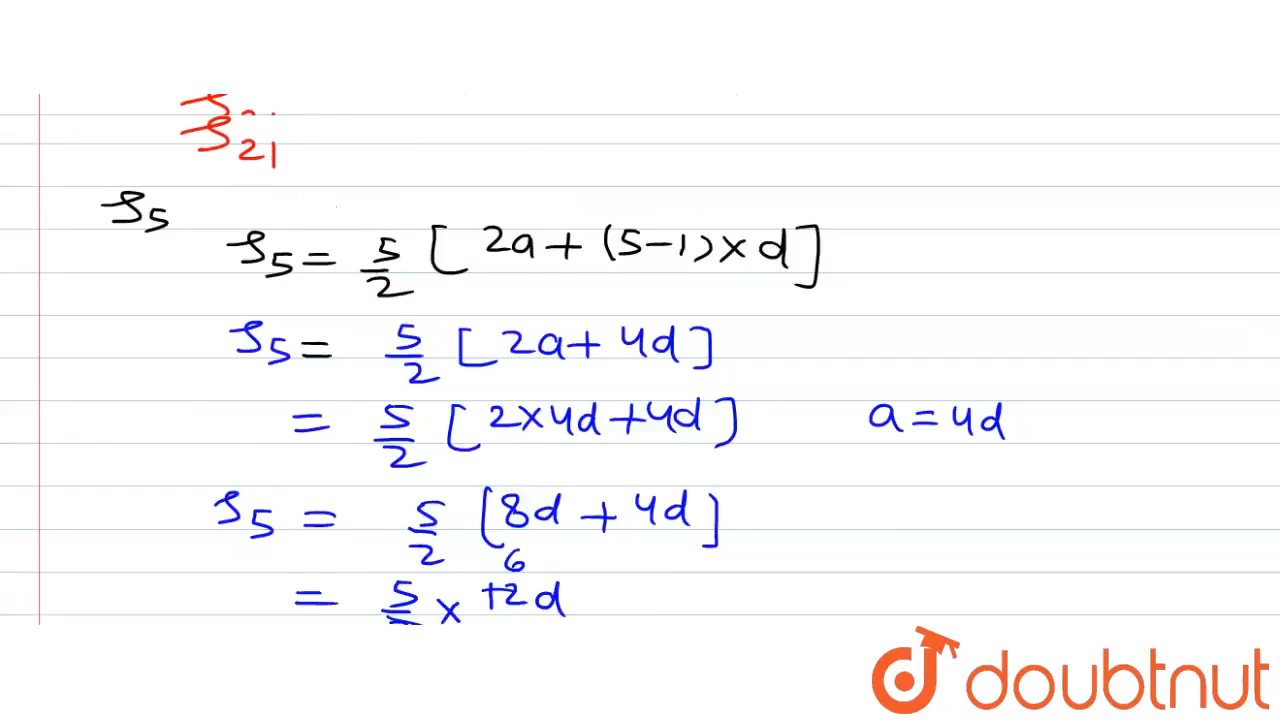 S21
S5
S5 = 5/2 [2a + (5-1) × d]
S5 = 5/2 [2a + 4d]
= 5/2 [2×4d + 4d] a = 4d
S5 = 5/2 [8d + 4d]
6
= 5/2 × 12d
doubtnut